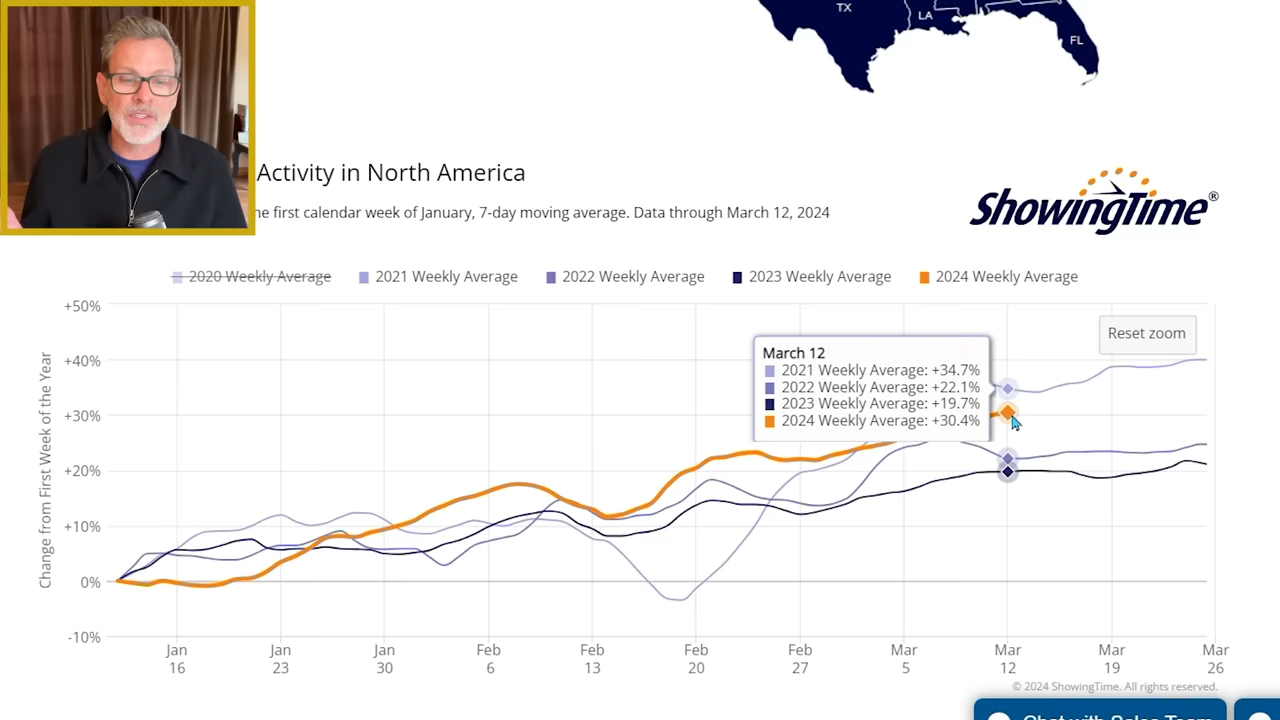 TX
LA
FL
Activity in North America
he first calendar week of January, 7-day moving average. Data through March 12, 2024
ShowingTime®
2020 Weekly Average
2021 Weekly Average
2022 Weekly Average
2023 Weekly Average
2024 Weekly Average
Change from First Week of the Year
+50%
+40%
+30%
+20%
+10%
0%
-10%
Reset zoom
March 12
2021 Weekly Average: +34.7%
2022 Weekly Average: +22.1%
2023 Weekly Average: +19.7%
2024 Weekly Average: +30.4%
Jan 16
Jan 23
Jan 30
Feb 6
Feb 13
Feb 20
Feb 27
Mar 5
Mar 12
Mar 19
Mar 26
© 2024 ShowingTime. All rights reserved.
Chat with Sales Team